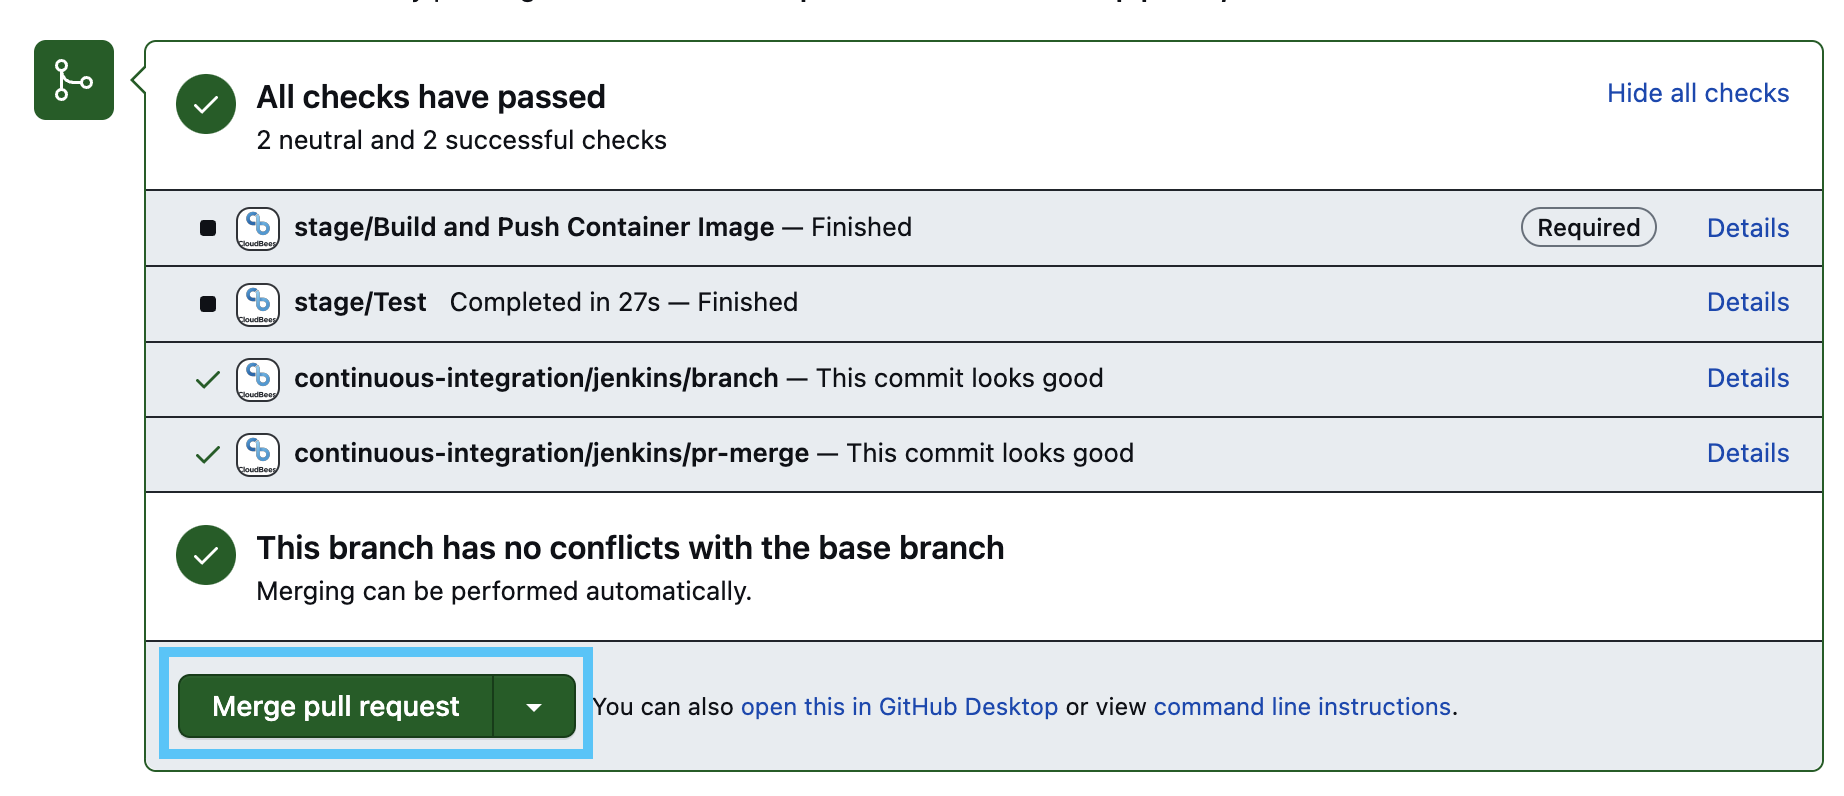 All checks have passed
Hide all checks
2 neutral and 2 successful checks
CloudBees stage/Build and Push Container Image — Finished Required Details
CloudBees stage/Test Completed in 27s — Finished Details
CloudBees continuous-integration/jenkins/branch — This commit looks good Details
CloudBees continuous-integration/jenkins/pr-merge — This commit looks good Details
This branch has no conflicts with the base branch
Merging can be performed automatically.
Merge pull request You can also open this in GitHub Desktop or view command line instructions.